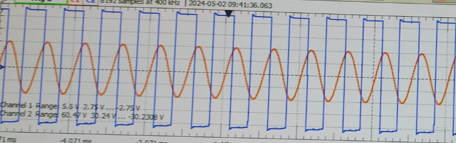 8192 samples at 400 kHz | 2024-05-02 09:41:36.063
Channel 1 Range: 5.5 V 2.75 V ... -2.75 V
Channel 2 Range: 60.47 V 30.24 V ... -30.2308 V
-4.071 ms